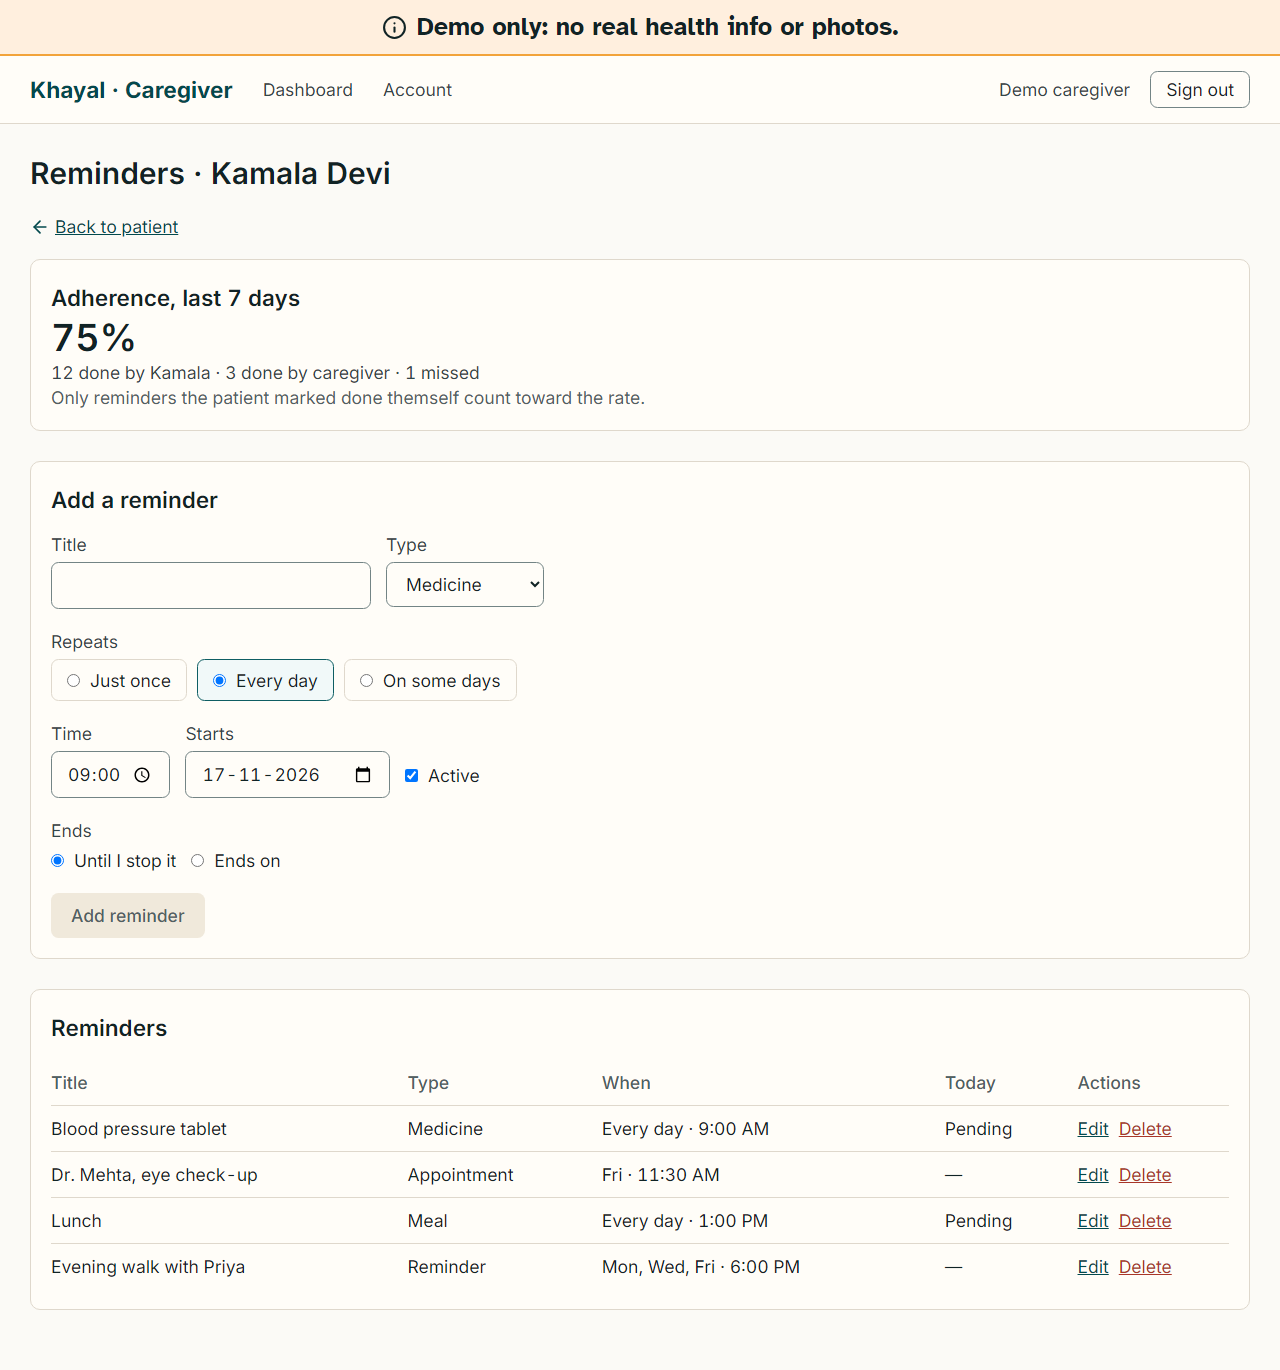 Demo only: no real health info or photos.
Khayal · Caregiver Dashboard Account Demo caregiver Sign out
Reminders · Kamala Devi
← Back to patient
Adherence, last 7 days
75%
12 done by Kamala · 3 done by caregiver · 1 missed
Only reminders the patient marked done themself count toward the rate.
Add a reminder
Title Type
Medicine
Repeats
Just once Every day On some days
Time Starts
09:00 17-11-2026 Active
Ends
Until I stop it Ends on
Add reminder
Reminders
Title Type When Today Actions
Blood pressure tablet Medicine Every day · 9:00 AM Pending Edit Delete
Dr. Mehta, eye check-up Appointment Fri · 11:30 AM — Edit Delete
Lunch Meal Every day · 1:00 PM Pending Edit Delete
Evening walk with Priya Reminder Mon, Wed, Fri · 6:00 PM — Edit Delete